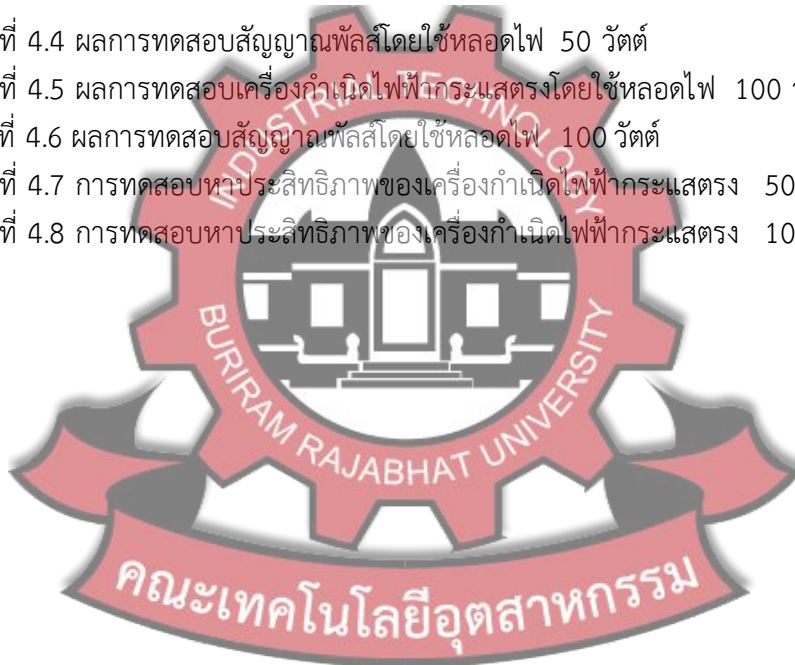 ที่ 4.4 ผลการทดสอบสัญญาณพัลส์โดยใช้หลอดไฟ 50 วัตต์
ที่ 4.5 ผลการทดสอบเครื่องกำเนิดไฟฟ้ากระแสตรงโดยใช้หลอดไฟ 100
ที่ 4.6 ผลการทดสอบสัญญาณพัลส์โดยใช้หลอดไฟ 100 วัตต์
ที่ 4.7 การทดสอบหาประสิทธิภาพของเครื่องกำเนิดไฟฟ้ากระแสตรง 50
ที่ 4.8 การทดสอบหาประสิทธิภาพของเครื่องกำเนิดไฟฟ้ากระแสตรง 10
INDUSTRIAL TECHNOLOGY
BURIRAM RAJABHAT UNIVERSITY
คณะเทคโนโลยีอุตสาหกรรม